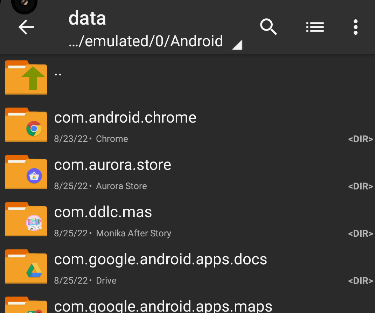 data
.../emulated/0/Android
..
com.android.chrome
8/23/22 · Chrome <DIR>
com.aurora.store
8/25/22 · Aurora Store <DIR>
com.ddlc.mas
8/25/22 · Monika After Story <DIR>
com.google.android.apps.docs
8/25/22 · Drive <DIR>
com.google.android.apps.maps